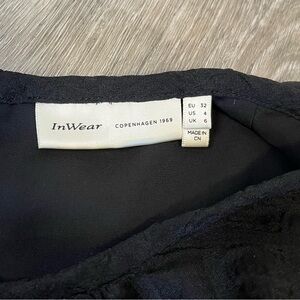 InWear COPENHAGEN 1969
EU 32
US 4
UK 6
MADE IN
CN